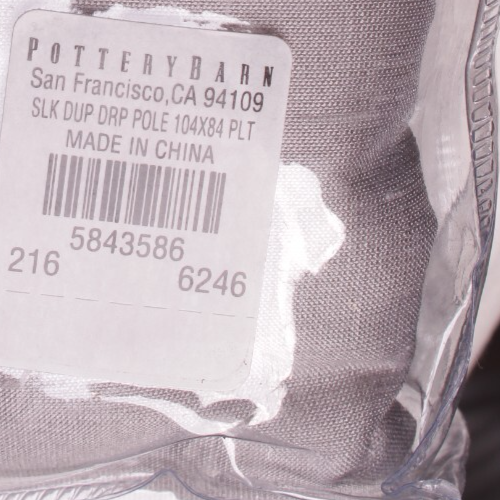 POTTERYBARN
San Francisco,CA 94109
SLK DUP DRP POLE 104X84 PLT
MADE IN CHINA
5843586
216 6246